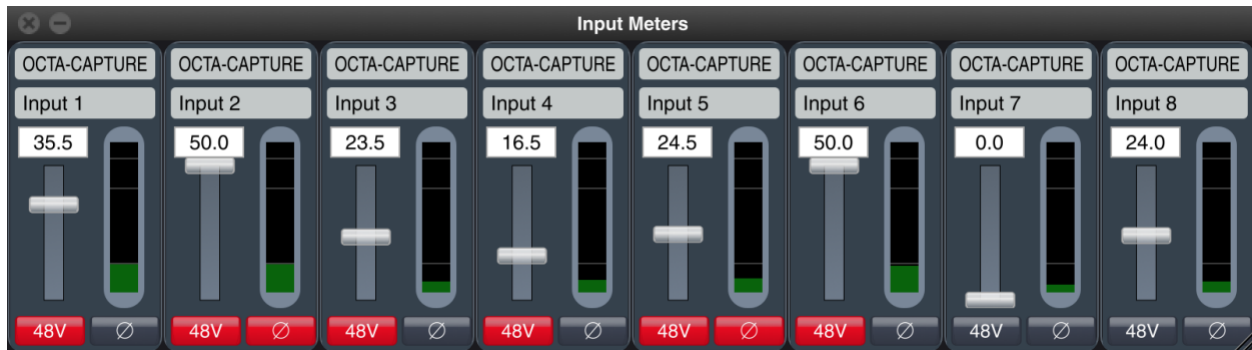 Input Meters
OCTA-CAPTURE OCTA-CAPTURE OCTA-CAPTURE OCTA-CAPTURE OCTA-CAPTURE OCTA-CAPTURE OCTA-CAPTURE OCTA-CAPTURE
Input 1 Input 2 Input 3 Input 4 Input 5 Input 6 Input 7 Input 8
35.5 50.0 23.5 16.5 24.5 50.0 0.0 24.0
48V ∅ 48V ∅ 48V ∅ 48V ∅ 48V ∅ 48V ∅ 48V ∅ 48V ∅